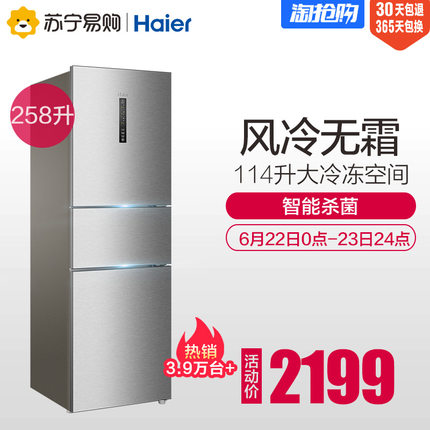 苏宁易购 Haier
淘抢购
30天包退
365天包换
258升
Haier
风冷无霜
114升大冷冻空间
智能杀菌
6月22日0点-23日24点
热销
3.9万台+
活动价
2199